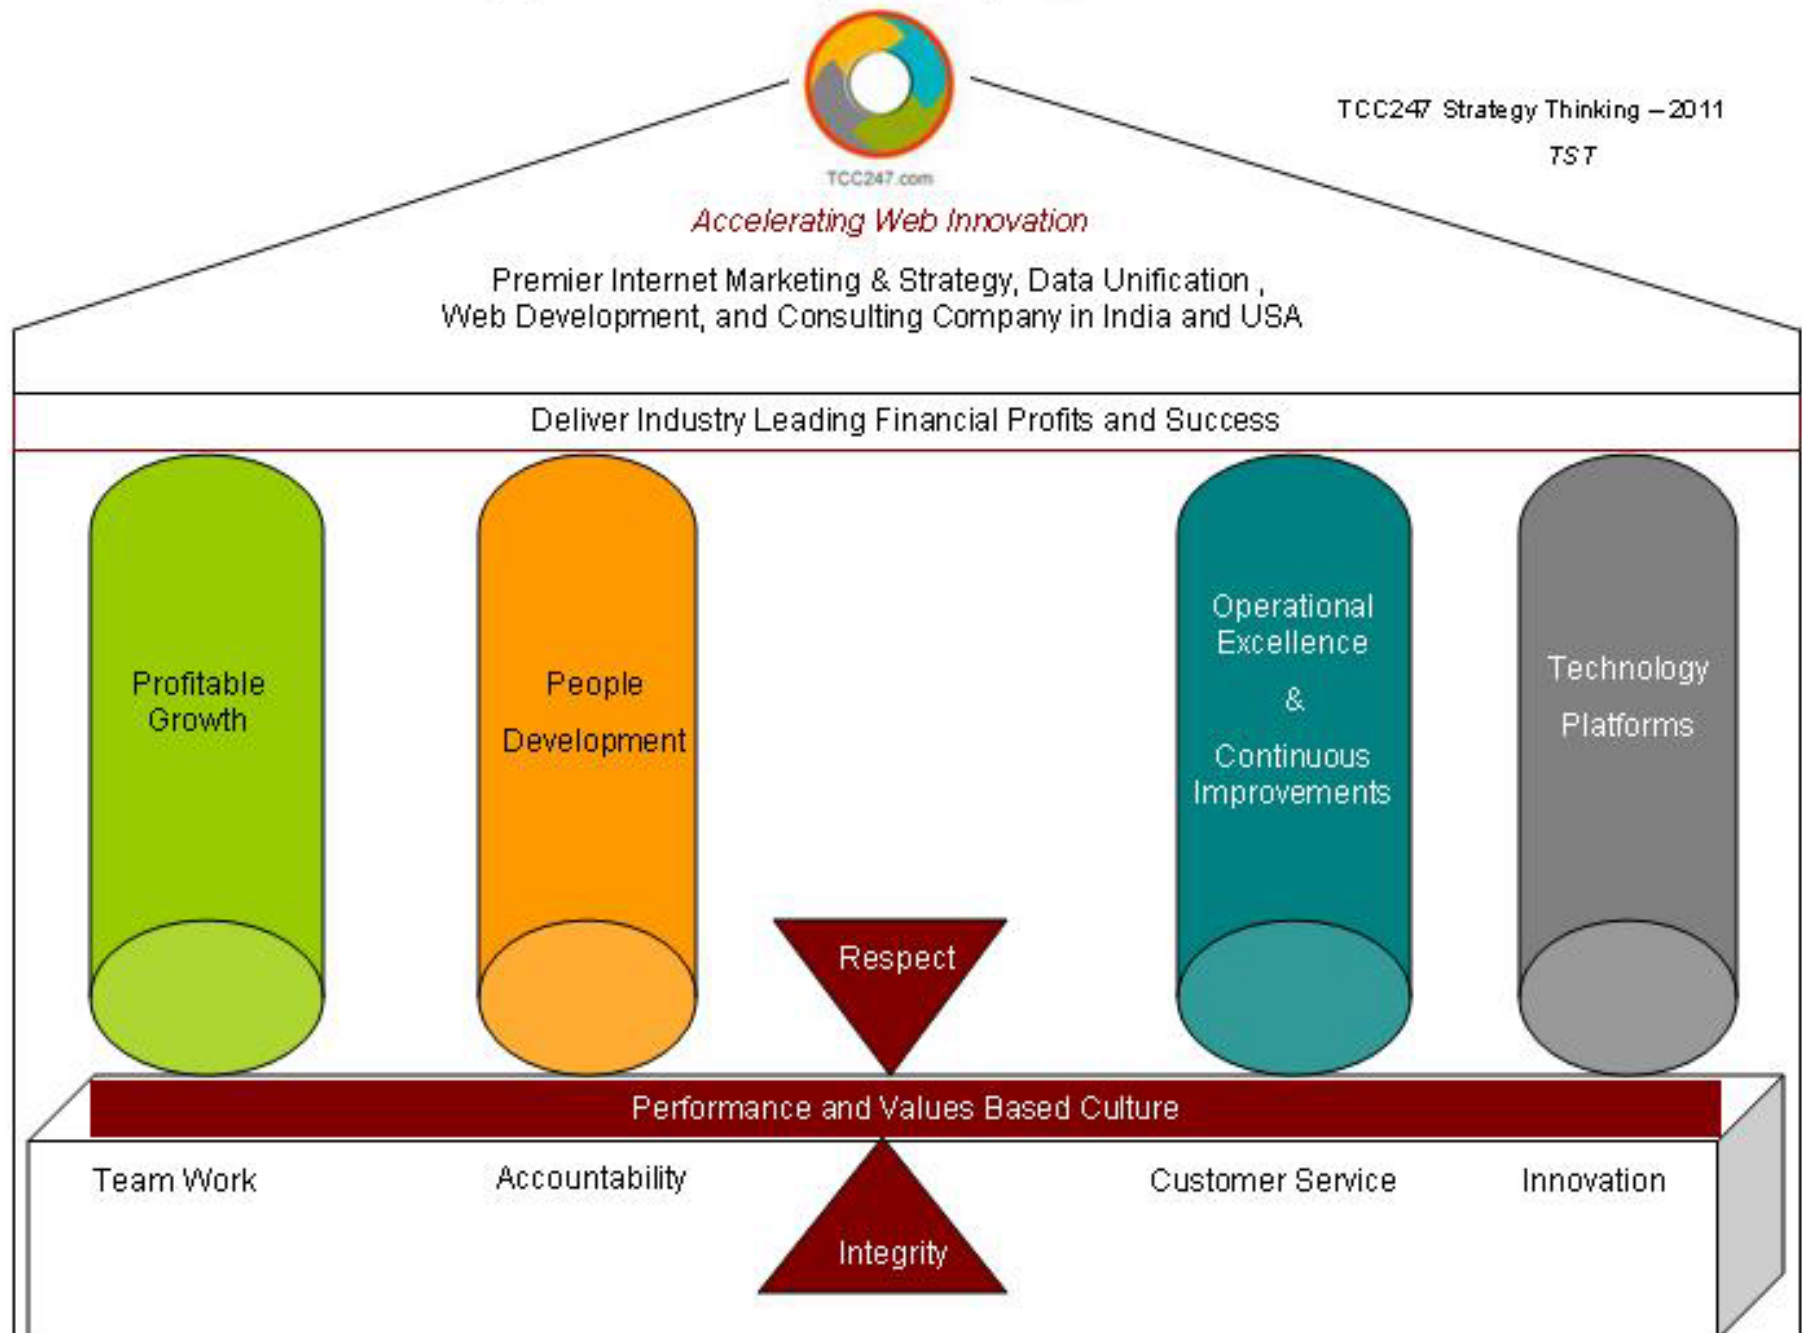 TCC247 Strategy Thinking – 2011
TST
TCC247.com
Accelerating Web Innovation
Premier Internet Marketing & Strategy, Data Unification ,
Web Development, and Consulting Company in India and USA
Deliver Industry Leading Financial Profits and Success
Profitable
Growth
People
Development
Operational
Excellence
&
Continuous
Improvements
Technology
Platforms
Respect
Performance and Values Based Culture
Team Work
Accountability
Customer Service
Innovation
Integrity